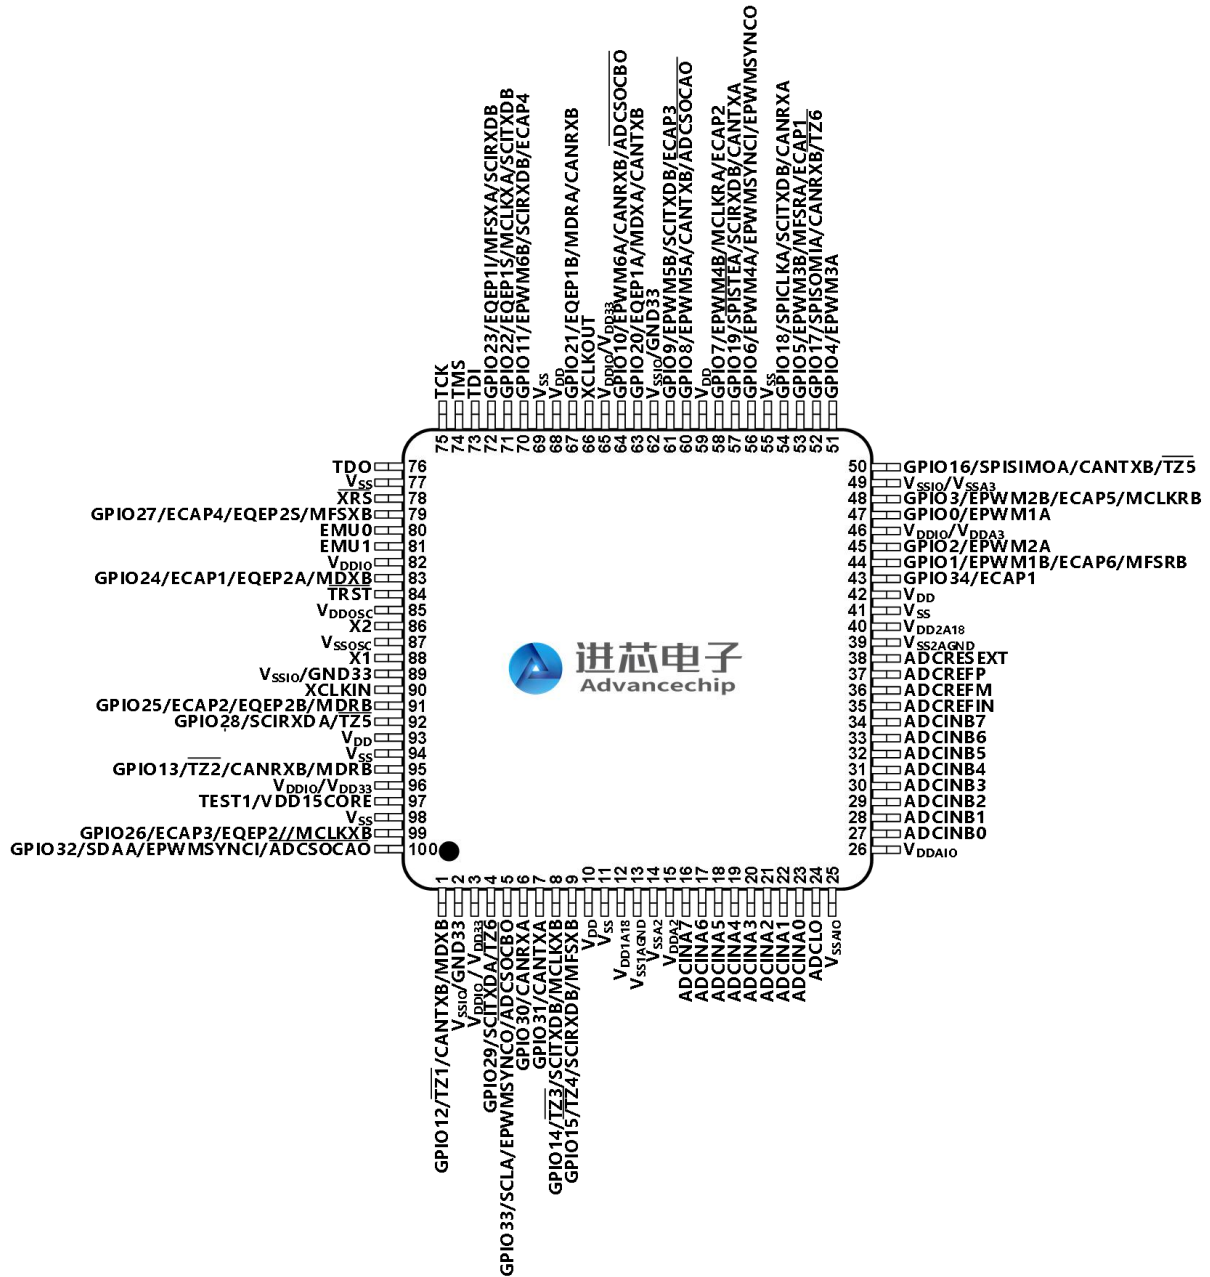 TCK
TMS
TDI
GPIO23/EQEP1I/MFSXA/SCIRXDB
GPIO22/EQEP1S/MCLKXA/SCITXDB
GPIO11/EPWM6B/SCIRXDB/ECAP4
VSS
VDD
GPIO21/EQEP1B/MDRA/CANRXB
XCLKOUT
VDDIO/VDD33
GPIO10/EPWM6A/CANRXB/ADCSOCBO
GPIO20/EQEP1A/MDXA/CANTXB
VSSIO/GND33
GPIO9/EPWM5B/SCITXDB/ECAP3
GPIO8/EPWM5A/CANTXB/ADCSOCAO
VDD
GPIO7/EPWM4B/MCLKRA/ECAP2
GPIO19/SPISTEA/SCIRXDB/CANTXA
GPIO6/EPWM4A/EPWMSYNCI/EPWMSYNCO
VSS
GPIO18/SPICLKA/SCITXDB/CANRXA
GPIO5/EPWM3B/MFSRA/ECAP1
GPIO17/SPISOMIA/CANRXB/TZ6
GPIO4/EPWM3A
75 74 73 72 71 70 69 68 67 66 65 64 63 62 61 60 59 58 57 56 55 54 53 52 51
TDO 76
VSS 77
XRS 78
GPIO27/ECAP4/EQEP2S/MFSXB 79
EMU0 80
EMU1 81
VDDIO 82
GPIO24/ECAP1/EQEP2A/MDXB 83
TRST 84
VDDOSC 85
X2 86
VSSOSC 87
X1 88
VSSIO/GND33 89
XCLKIN 90
GPIO25/ECAP2/EQEP2B/MDRB 91
GPIO28/SCIRXDA/TZ5 92
VDD 93
VSS 94
GPIO13/TZ2/CANRXB/MDRB 95
VDDIO/VDD33 96
TEST1/VDD15CORE 97
VSS 98
GPIO26/ECAP3/EQEP2//MCLKXB 99
GPIO32/SDAA/EPWMSYNCI/ADCSOCAO 100
进芯电子
Advancechip
50 GPIO16/SPISIMOA/CANTXB/TZ5
49 VSSIO/VSSA3
48 GPIO3/EPWM2B/ECAP5/MCLKRB
47 GPIO0/EPWM1A
46 VDDIO/VDDA3
45 GPIO2/EPWM2A
44 GPIO1/EPWM1B/ECAP6/MFSRB
43 GPIO34/ECAP1
42 VDD
41 VSS
40 VDD2A18
39 VSS2AGND
38 ADCRESEXT
37 ADCREFP
36 ADCREFM
35 ADCREFIN
34 ADCINB7
33 ADCINB6
32 ADCINB5
31 ADCINB4
30 ADCINB3
29 ADCINB2
28 ADCINB1
27 ADCINB0
26 VDDAIO
1 2 3 4 5 6 7 8 9 10 11 12 13 14 15 16 17 18 19 20 21 22 23 24 25
GPIO12/TZ1/CANTXB/MDXB
VSSIO/GND33
VDDIO / VDD33
GPIO29/SCITXDA/TZ6
GPIO33/SCLA/EPWMSYNCO/ADCSOCBO
GPIO30/CANRXA
GPIO31/CANTXA
GPIO14/TZ3/SCITXDB/MCLKXB
GPIO15/TZ4/SCIRXDB/MFSXB
VDD
VSS
VDD1A18
VSS1AGND
VSSA2
VDDA2
ADCINA7
ADCINA6
ADCINA5
ADCINA4
ADCINA3
ADCINA2
ADCINA1
ADCINA0
ADCLO
VSSAIO